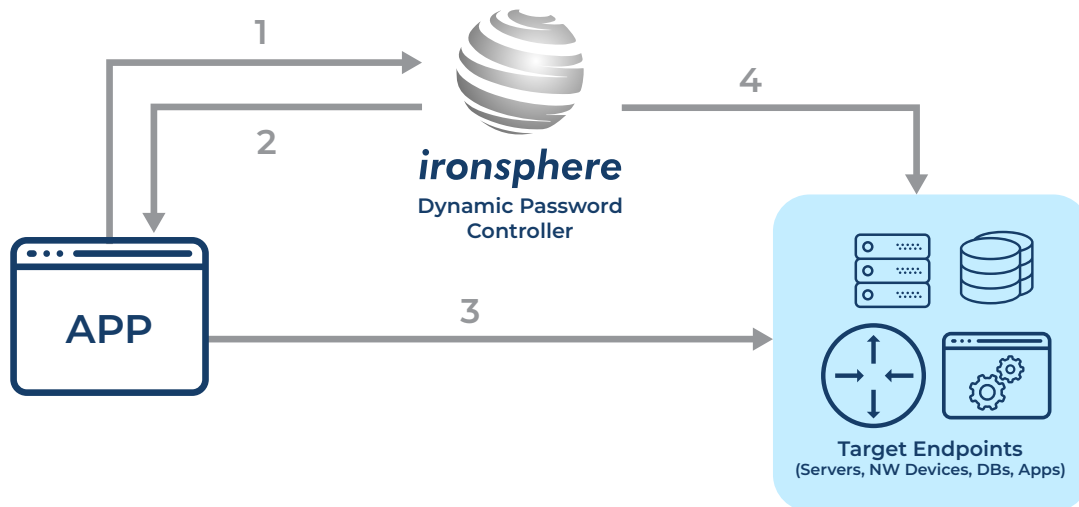 1
2
4
ironsphere
Dynamic Password
Controller
APP
3
Target Endpoints
(Servers, NW Devices, DBs, Apps)